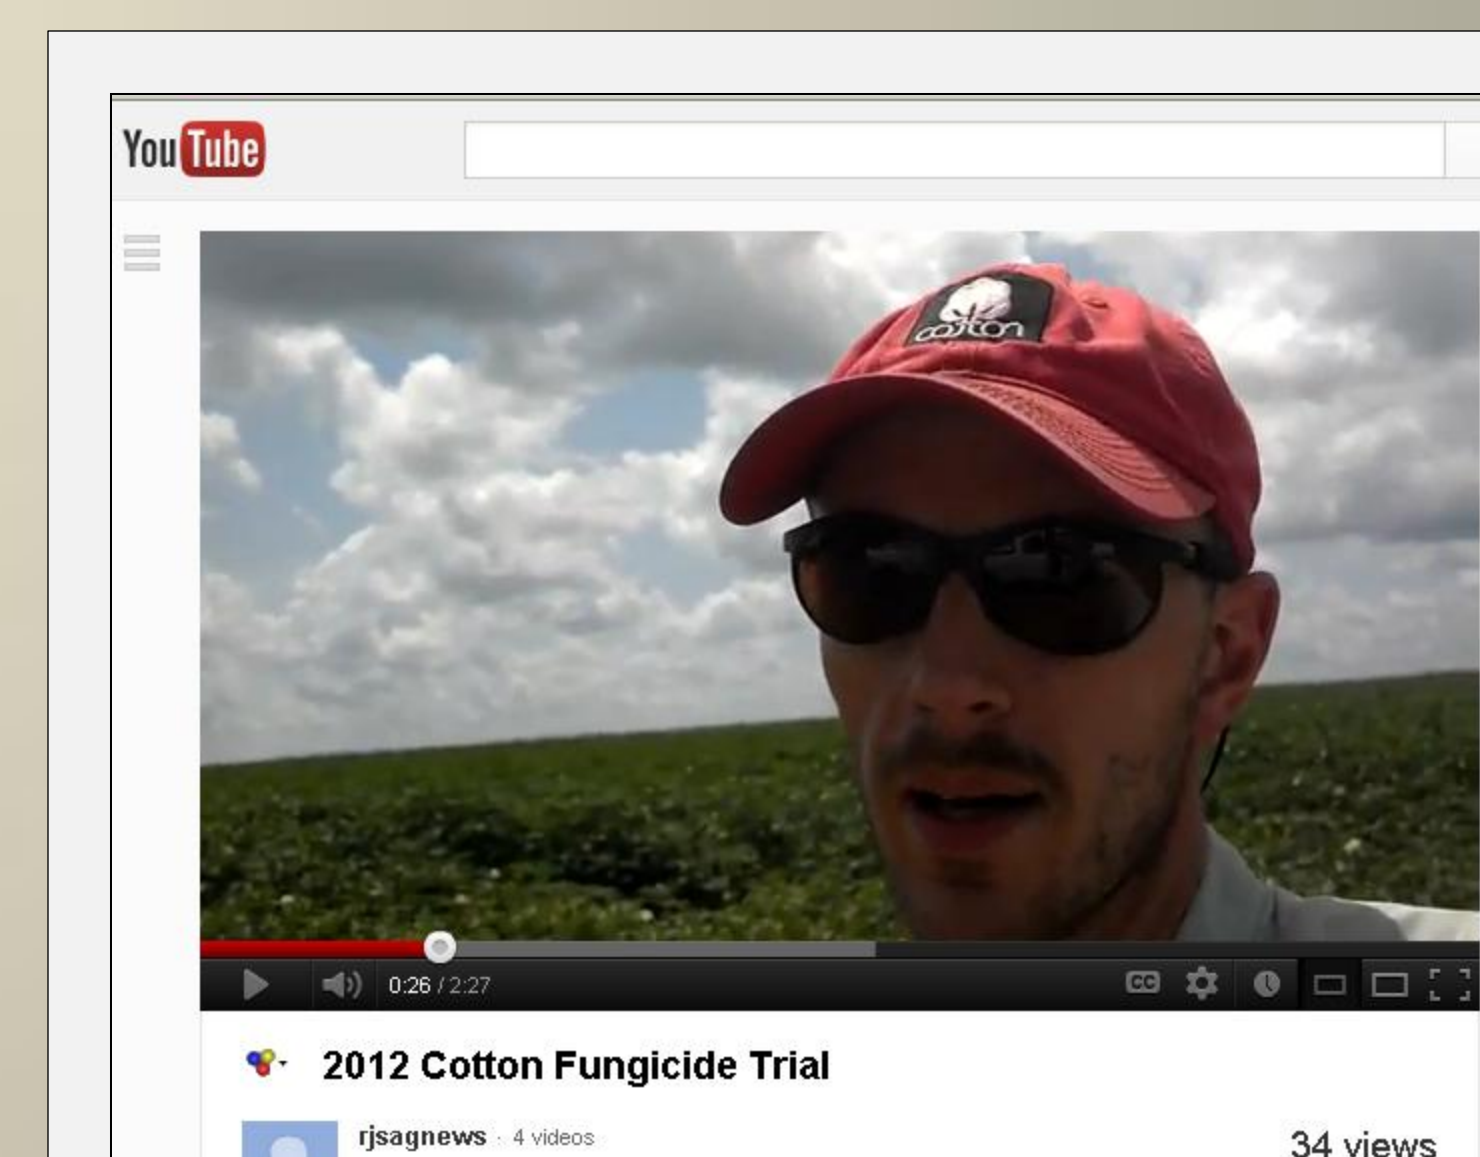 YouTube
cotton
0:26 / 2:27
CC
2012 Cotton Fungicide Trial
rjsagnews · 4 videos
34 views